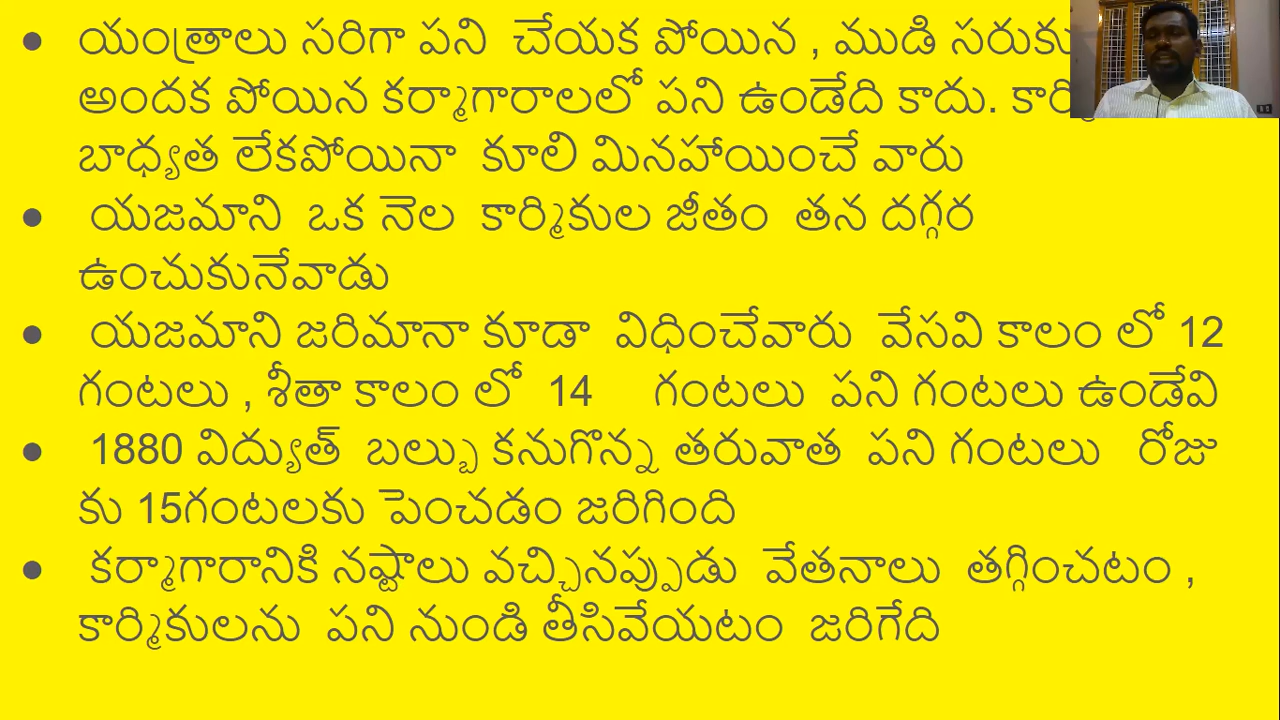 • యంత్రాలు సరిగా పని చేయక పోయిన , ముడి సరుకు
అందక పోయిన కర్మాగారాలలో పని ఉండేది కాదు.
బాధ్యత లేకపోయినా కూలి మినహాయించే వారు
• యజమాని ఒక నెల కార్మికుల జీతం తన దగ్గర
ఉంచుకునేవాడు
• యజమాని జరిమానా కూడా విధించేవారు వేసవి కాలం లో 12
గంటలు , శీతా కాలం లో 14 గంటలు పని గంటలు ఉండేవి
• 1880 విద్యుత్ బల్బు కనుగొన్న తరువాత పని గంటలు రోజు
కు 15గంటలకు పెంచడం జరిగింది
• కర్మాగారానికి నష్టాలు వచ్చినప్పుడు వేతనాలు తగ్గించటం ,
కార్మికులను పని నుండి తీసివేయటం జరిగేది